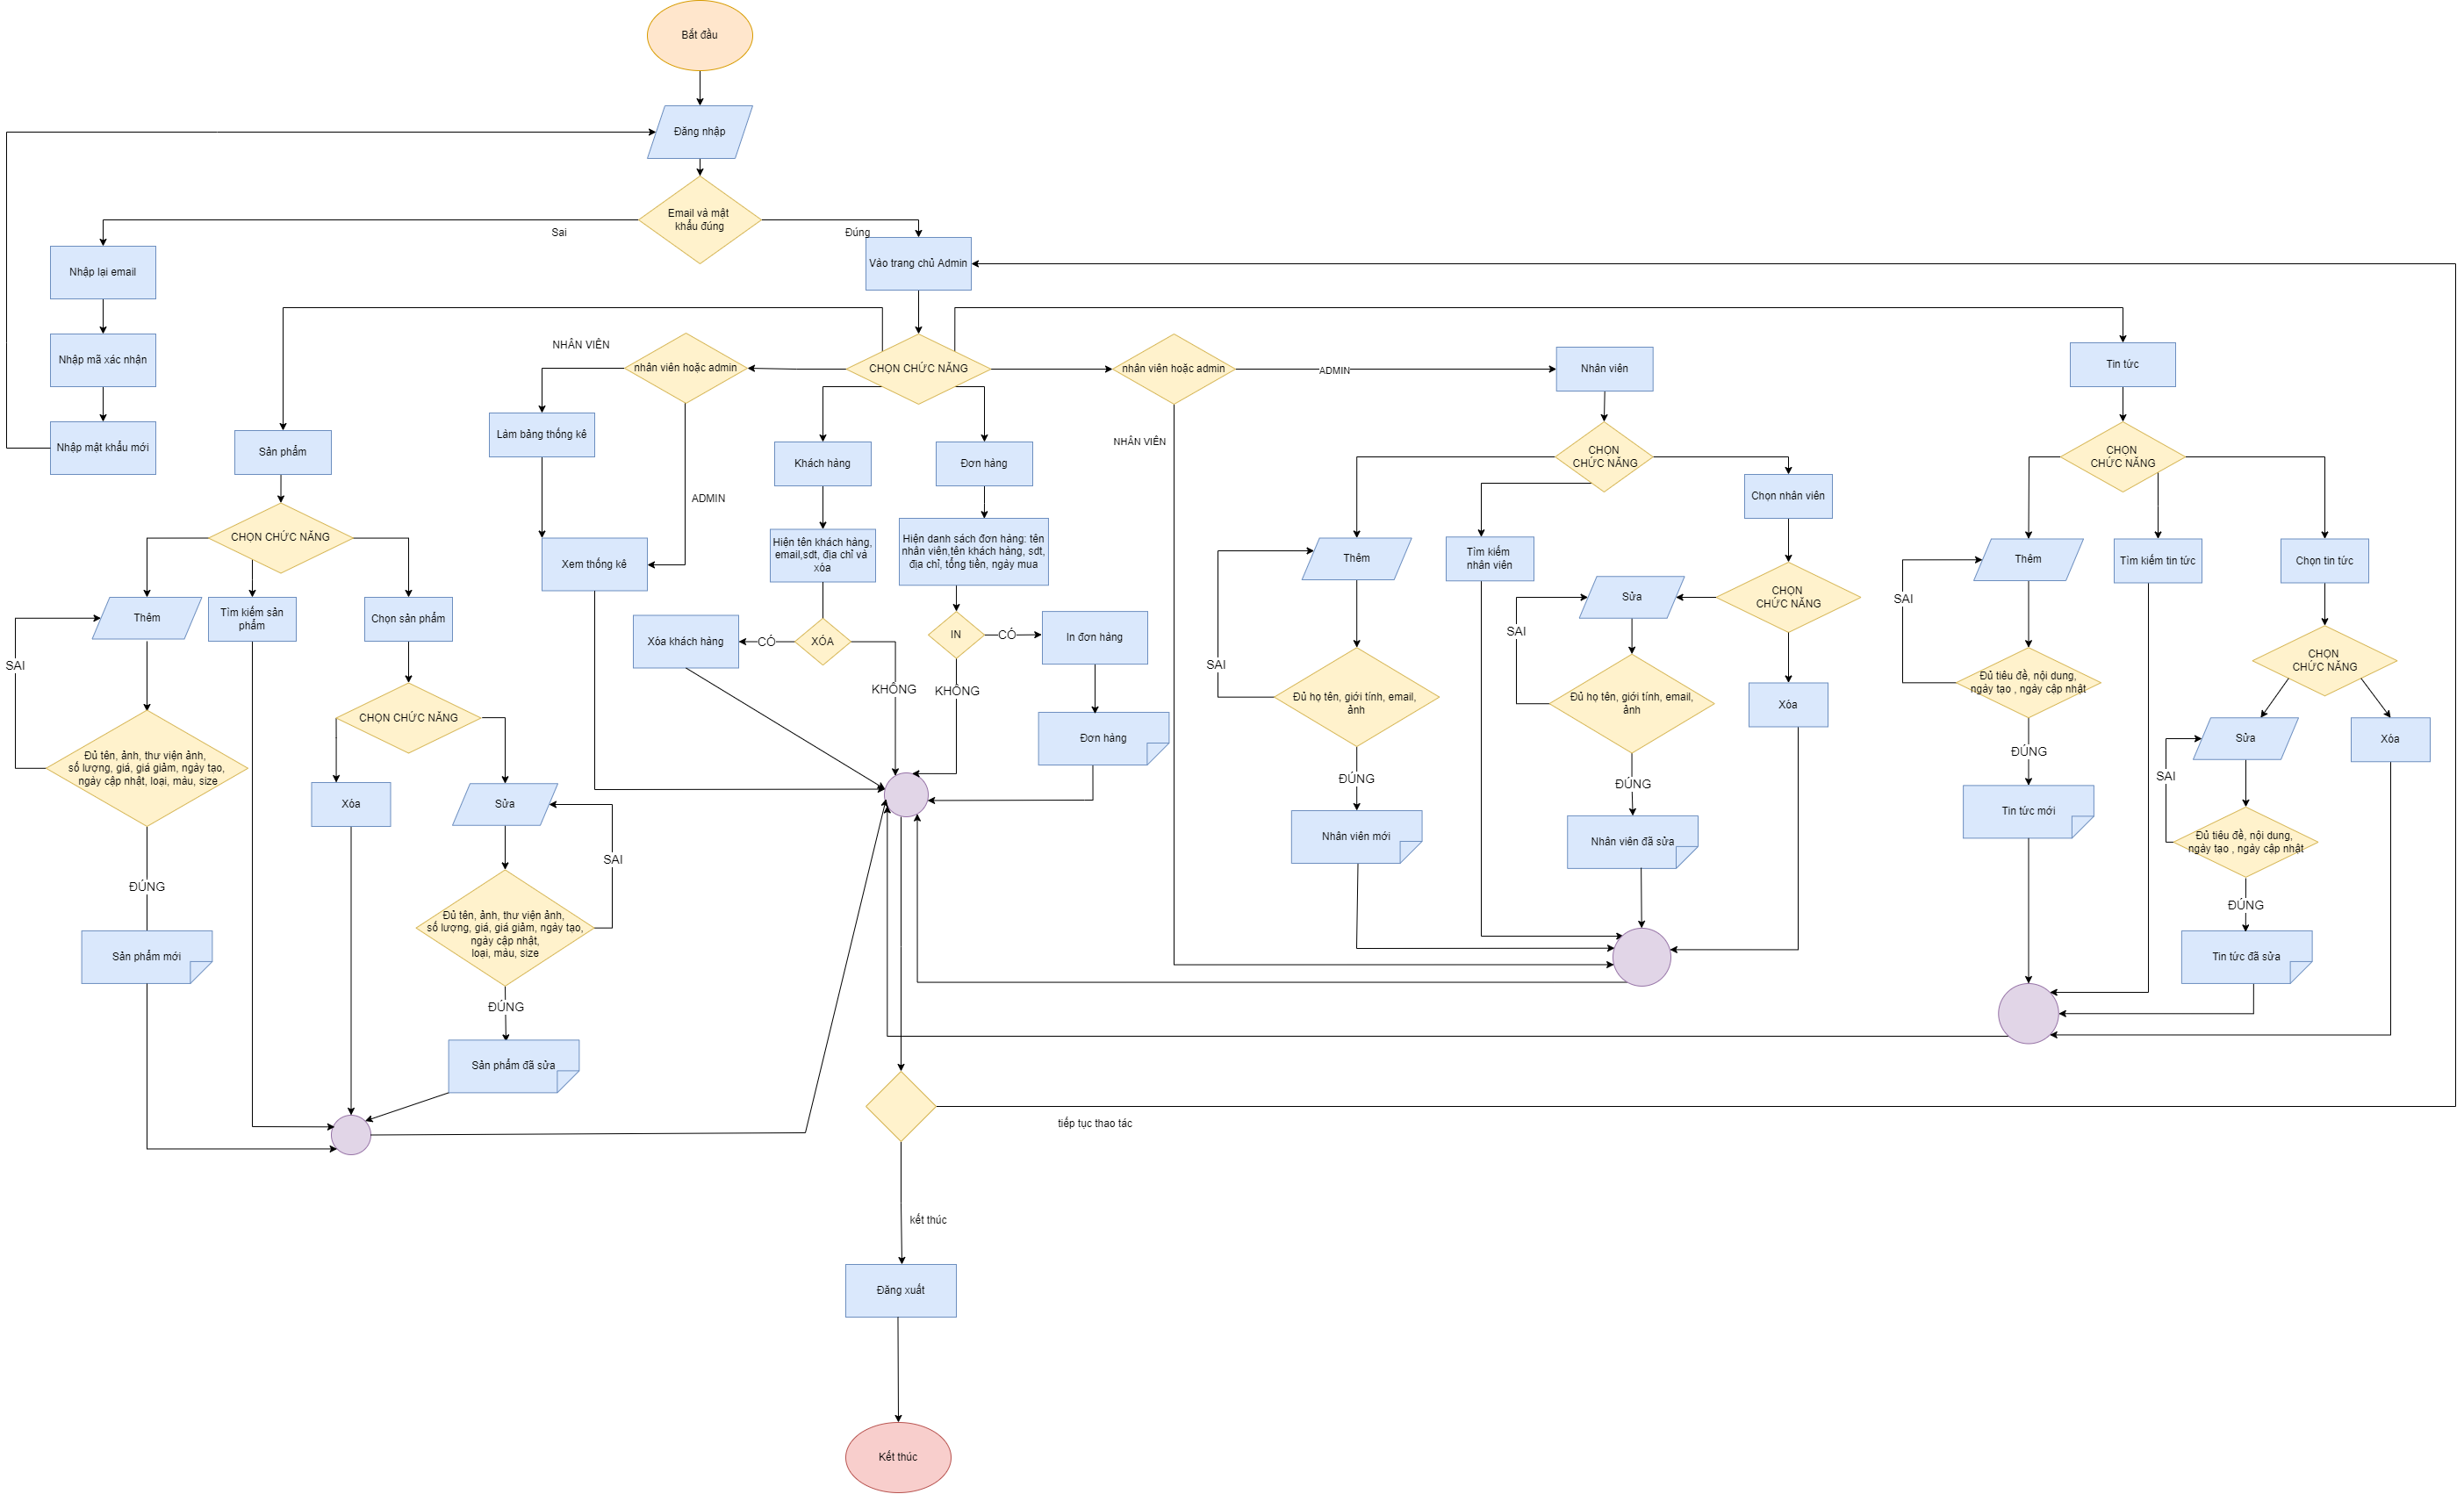 Bắt đầu
Đăng nhập
Email và mật
khẩu đúng
Sai
Đúng
Nhập lại email
Vào trang chủ Admin
Nhập mã xác nhận
Nhập mật khẩu mới
CHỌN CHỨC NĂNG
NHÂN VIÊN
nhân viên hoặc admin
nhân viên hoặc admin
ADMIN
NHÂN VIÊN
Nhân viên
Tin tức
Làm bảng thống kê
ADMIN
Xem thống kê
Sản phẩm
CHỌN CHỨC NĂNG
Thêm
Tìm kiếm sản
phẩm
Chọn sản phẩm
SAI
CHỌN CHỨC NĂNG
Đủ tên, ảnh, thư viện ảnh,
số lượng, giá, giá giảm, ngày tạo,
ngày cập nhật, loại, màu, size
Xóa
Sửa
SAI
ĐÚNG
Đủ tên, ảnh, thư viện ảnh,
số lượng, giá, giá giảm, ngày tạo,
ngày cập nhật,
loại, màu, size
Sản phẩm mới
ĐÚNG
Sản phẩm đã sửa
Khách hàng
Hiện tên khách hàng,
email,sdt, địa chỉ và
xóa
XÓA
CÓ
Xóa khách hàng
KHÔNG
Đơn hàng
Hiện danh sách đơn hàng: tên
nhân viên,tên khách hàng, sdt,
địa chỉ, tổng tiền, ngày mua
IN
CÓ
In đơn hàng
KHÔNG
Đơn hàng
CHỌN
CHỨC NĂNG
Chọn nhân viên
Thêm
Tìm kiếm
nhân viên
CHỌN
CHỨC NĂNG
Sửa
SAI
SAI
Đủ họ tên, giới tính, email,
ảnh
Đủ họ tên, giới tính, email,
ảnh
Xóa
ĐÚNG
ĐÚNG
Nhân viên mới
Nhân viên đã sửa
CHỌN
CHỨC NĂNG
Thêm
Tìm kiếm tin tức
Chọn tin tức
SAI
CHỌN
CHỨC NĂNG
Đủ tiêu đề, nội dung,
ngày tạo , ngày cập nhật
Sửa
Xóa
ĐÚNG
SAI
Tin tức mới
Đủ tiêu đề, nội dung,
ngày tạo , ngày cập nhật
ĐÚNG
Tin tức đã sửa
tiếp tục thao tác
kết thúc
Đăng xuất
Kết thúc